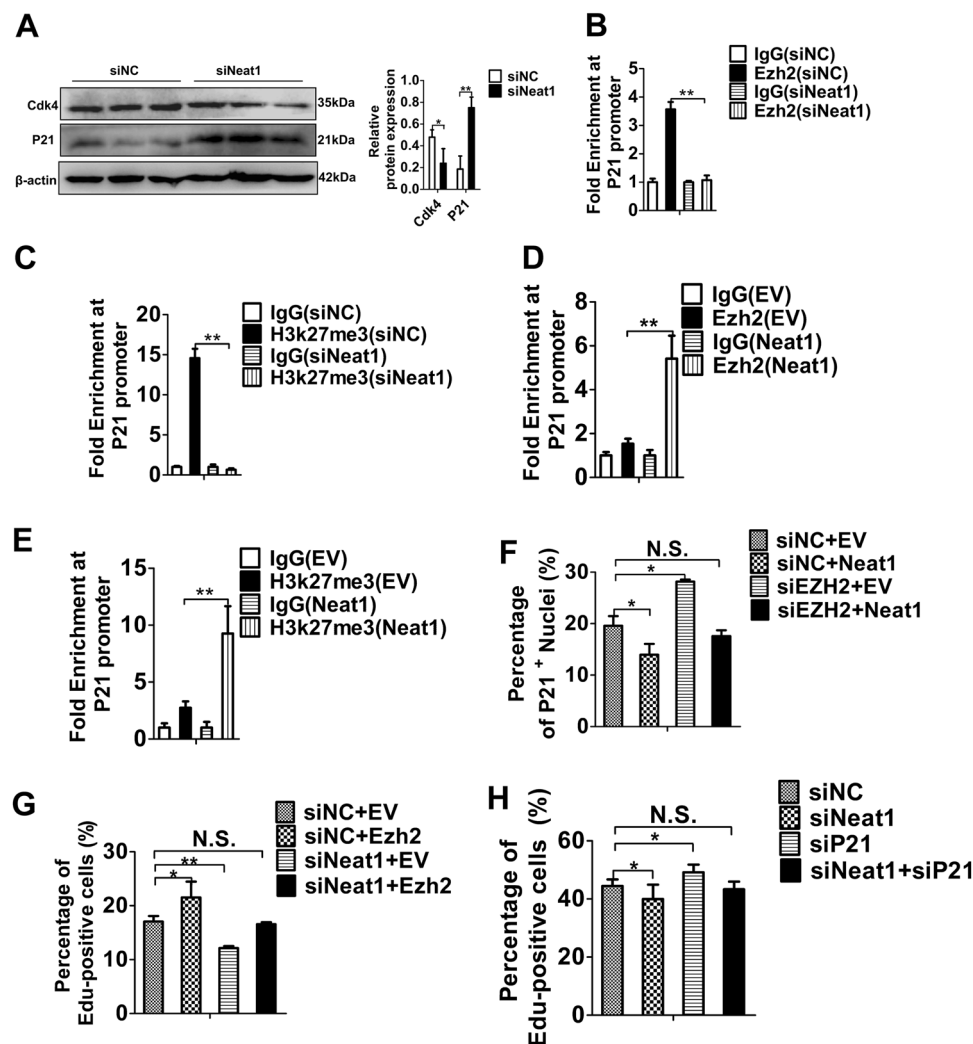 A
siNC siNeat1
Cdk4 35kDa
P21 21kDa
β-actin 42kDa
Relative
protein expression
1.0
0.8
0.6
0.4
0.2
0.0
* **
Cdk4 P21
siNC
siNeat1
B
Fold Enrichment at
P21 promoter
5
4
3
2
1
0
**
IgG(siNC)
Ezh2(siNC)
IgG(siNeat1)
Ezh2(siNeat1)
C
Fold Enrichment at
P21 promoter
20
15
10
5
0
**
IgG(siNC)
H3k27me3(siNC)
IgG(siNeat1)
H3k27me3(siNeat1)
D
Fold Enrichment at
P21 promoter
8
6
4
2
0
**
IgG(EV)
Ezh2(EV)
IgG(Neat1)
Ezh2(Neat1)
E
Fold Enrichment at
P21 promoter
15
10
5
0
**
IgG(EV)
H3k27me3(EV)
IgG(Neat1)
H3k27me3(Neat1)
F
Percentage
of P21 + Nuclei (%)
30
20
10
0
N.S.
*
*
siNC+EV
siNC+Neat1
siEZH2+EV
siEZH2+Neat1
G
Percentage of
Edu-positive cells (%)
30
20
10
0
N.S.
**
*
siNC+EV
siNC+Ezh2
siNeat1+EV
siNeat1+Ezh2
H
Percentage of
Edu-positive cells (%)
60
40
20
0
N.S.
*
*
siNC
siNeat1
siP21
siNeat1+siP21